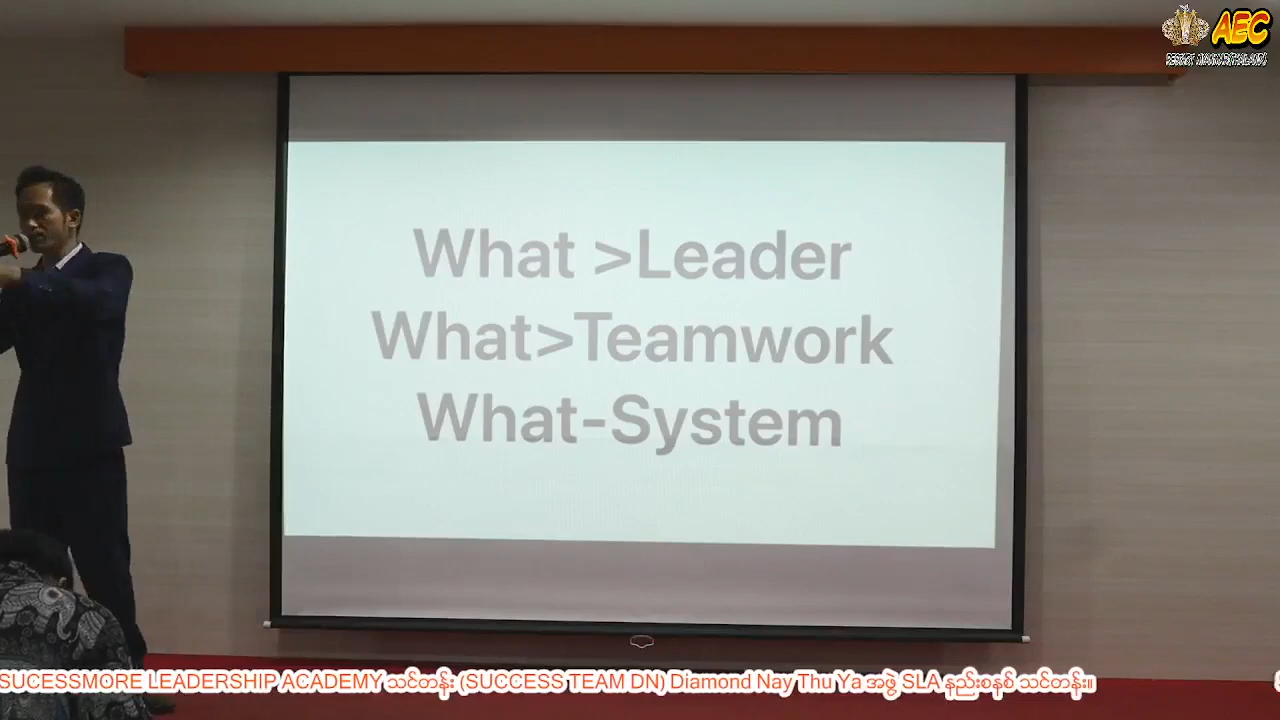 AEC
What >Leader
What>Teamwork
What-System
SUCESSMORE LEADERSHIP ACADEMY သင်တန်း (SUCCESS TEAM DN) Diamond Nay Thu Ya အဖွဲ့ SLA နည်းစနစ် သင်တန်း။